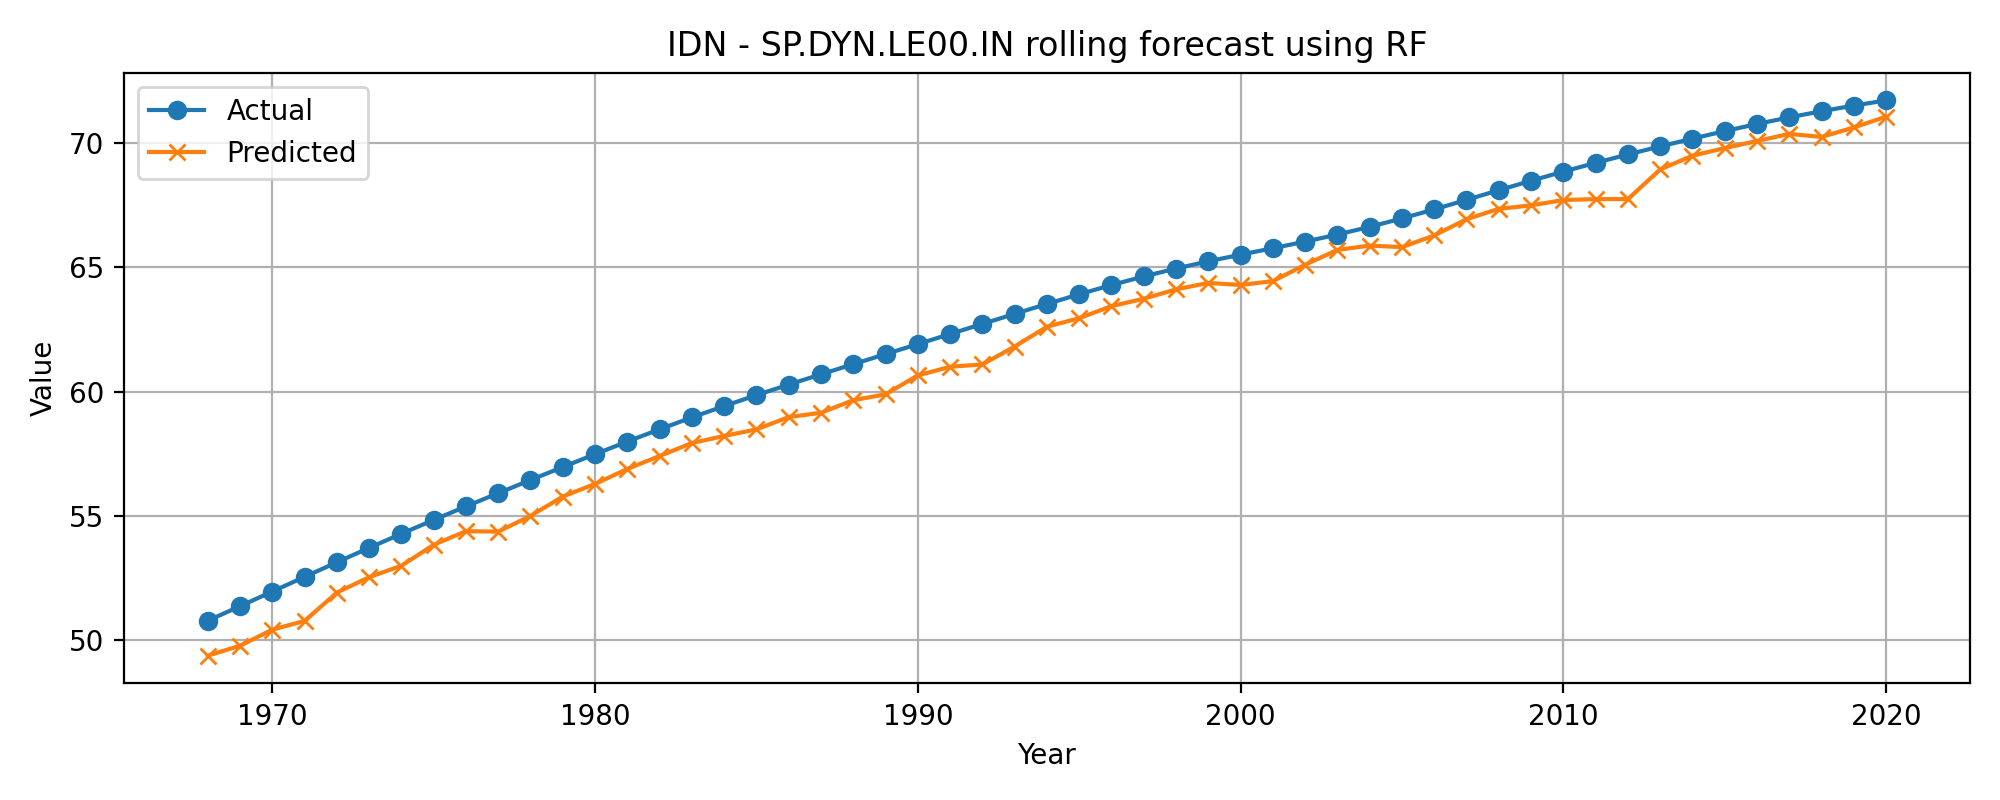 IDN - SP.DYN.LE00.IN rolling forecast using RF
Actual
Predicted
70
65
60
55
50
Value
1970 1980 1990 2000 2010 2020
Year